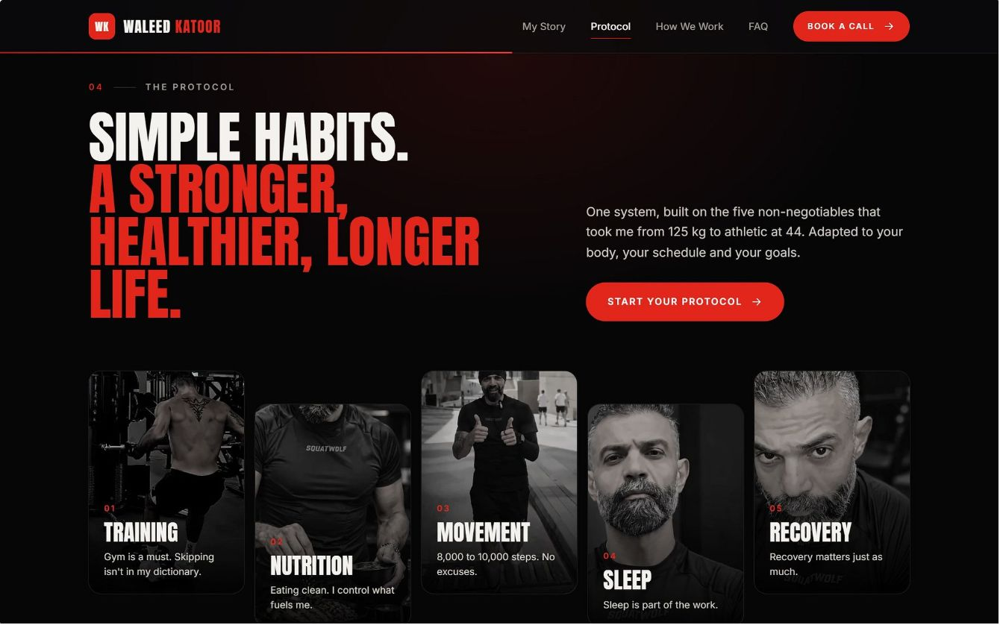 WK WALEED KATOOR
My Story Protocol How We Work FAQ BOOK A CALL →
04 THE PROTOCOL
SIMPLE HABITS.
A STRONGER,
HEALTHIER, LONGER
LIFE.
One system, built on the five non-negotiables that
took me from 125 kg to athletic at 44. Adapted to your
body, your schedule and your goals.
START YOUR PROTOCOL →
01
TRAINING
Gym is a must. Skipping
isn't in my dictionary.
SQUATWOLF
02
NUTRITION
Eating clean. I control what
fuels me.
03
MOVEMENT
8,000 to 10,000 steps. No
excuses.
04
SLEEP
Sleep is part of the work.
SQUATWOLF
05
RECOVERY
Recovery matters just as
much.
SQUATWOLF